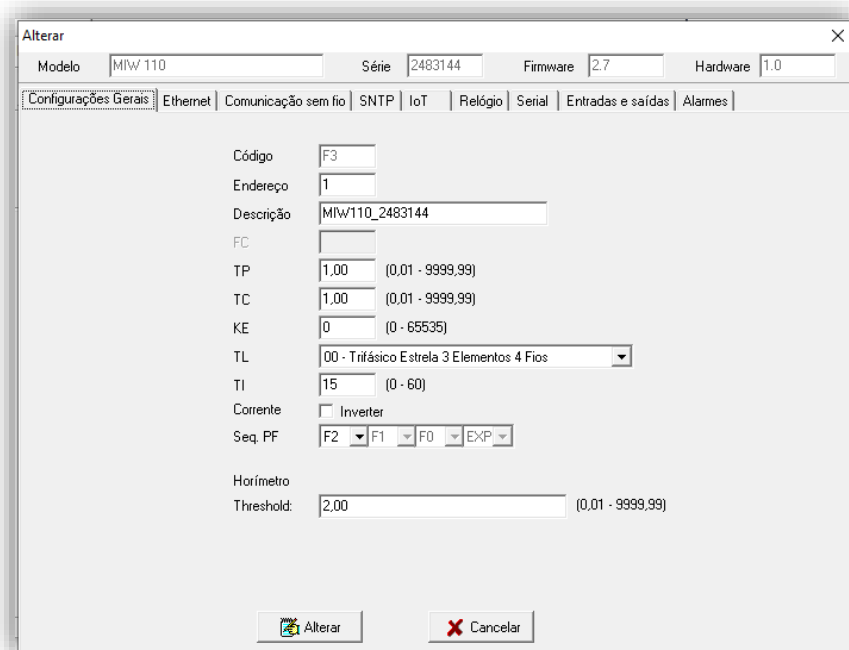 Alterar
Modelo MIW 110 Série 2483144 Firmware 2.7 Hardware 1.0
Configurações Gerais Ethernet Comunicação sem fio SNTP IoT Relógio Serial Entradas e saídas Alarmes
Código F3
Endereço 1
Descrição MIW110_2483144
FC
TP 1,00 (0,01 - 9999,99)
TC 1,00 (0,01 - 9999,99)
KE 0 (0 - 65535)
TL 00 - Trifásico Estrela 3 Elementos 4 Fios
TI 15 (0 - 60)
Corrente Inverter
Seq. PF F2 F1 F0 EXP
Horímetro
Threshold: 2,00 (0,01 - 9999,99)
Alterar Cancelar